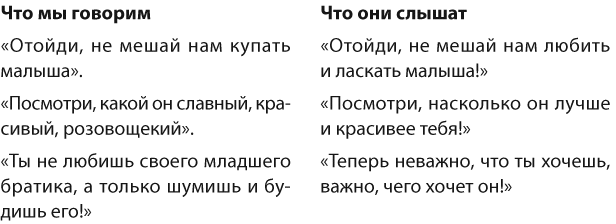 Что мы говорим
Что они слышат
«Отойди, не мешай нам купать
малыша».
«Отойди, не мешай нам любить
и ласкать малыша!»
«Посмотри, какой он славный, кра-
сивый, розовощекий».
«Посмотри, насколько он лучше
и красивее тебя!»
«Ты не любишь своего младшего
братика, а только шумишь и бу-
дишь его!»
«Теперь неважно, что ты хочешь,
важно, чего хочет он!»